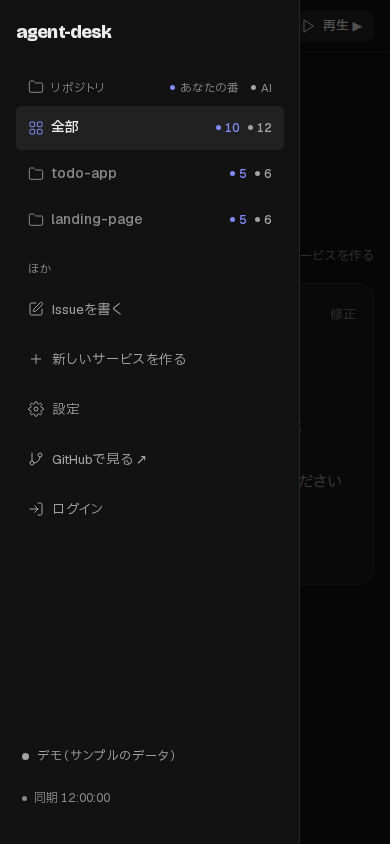 agent-desk
再生 ▶
リポジトリ あなたの番 AI
全部 10 12
todo-app 5 6
landing-page 5 6
ービスを作る
ほか
Issueを書く
修正
新しいサービスを作る
設定
GitHubで見る ↗
ださい
ログイン
デモ(サンプルのデータ)
同期 12:00:00